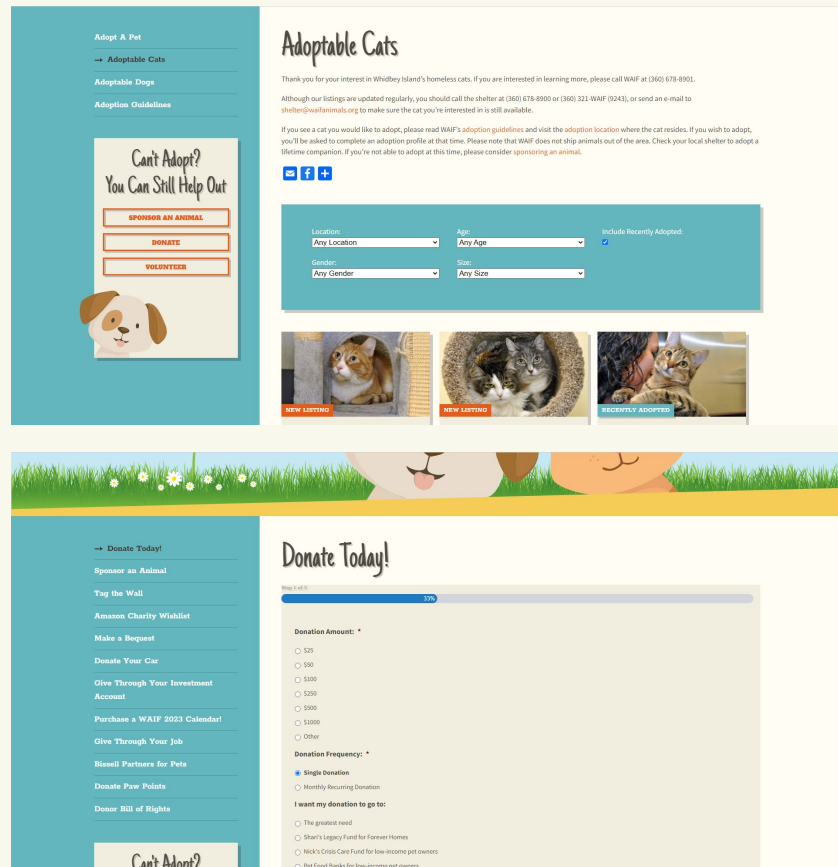 Adopt A Pet
→ Adoptable Cats
Adoptable Dogs
Adoption Guidelines
Can't Adopt?
You Can Still Help Out
SPONSOR AN ANIMAL
DONATE
VOLUNTEER
Adoptable Cats
Thank you for your interest in Whidbey Island's homeless cats. If you are interested in learning more, please call WAIF at (360) 678-8901.
Although our listings are updated regularly, you should call the shelter at (360) 678-8900 or (360) 321-WAIF (9243), or send an e-mail to
shelter@waifanimals.org to make sure the cat you're interested in is still available.
If you see a cat you would like to adopt, please read WAIF's adoption guidelines and visit the adoption location where the cat resides. If you wish to adopt,
you'll be asked to complete an adoption profile at that time. Please note that WAIF does not ship animals out of the area. Check your local shelter to adopt a
lifetime companion. If you're not able to adopt at this time, please consider sponsoring an animal.
Location:
Any Location
Age:
Any Age
Include Recently Adopted:
Gender:
Any Gender
Size:
Any Size
NEW LISTING
NEW LISTING
RECENTLY ADOPTED
→ Donate Today!
Sponsor an Animal
Tag the Wall
Amazon Charity Wishlist
Make a Bequest
Donate Your Car
Give Through Your Investment
Account
Purchase a WAIF 2023 Calendar!
Give Through Your Job
Bissell Partners for Pets
Donate Paw Points
Donor Bill of Rights
Can't Adopt?
Donate Today!
Step 1 of 3
33%
Donation Amount: *
$25
$50
$100
$250
$500
$1000
Other
Donation Frequency: *
Single Donation
Monthly Recurring Donation
I want my donation to go to:
The greatest need
Shari's Legacy Fund for Forever Homes
Nick's Crisis Care Fund for low-income pet owners
Pet Food Banks for low-income pet owners